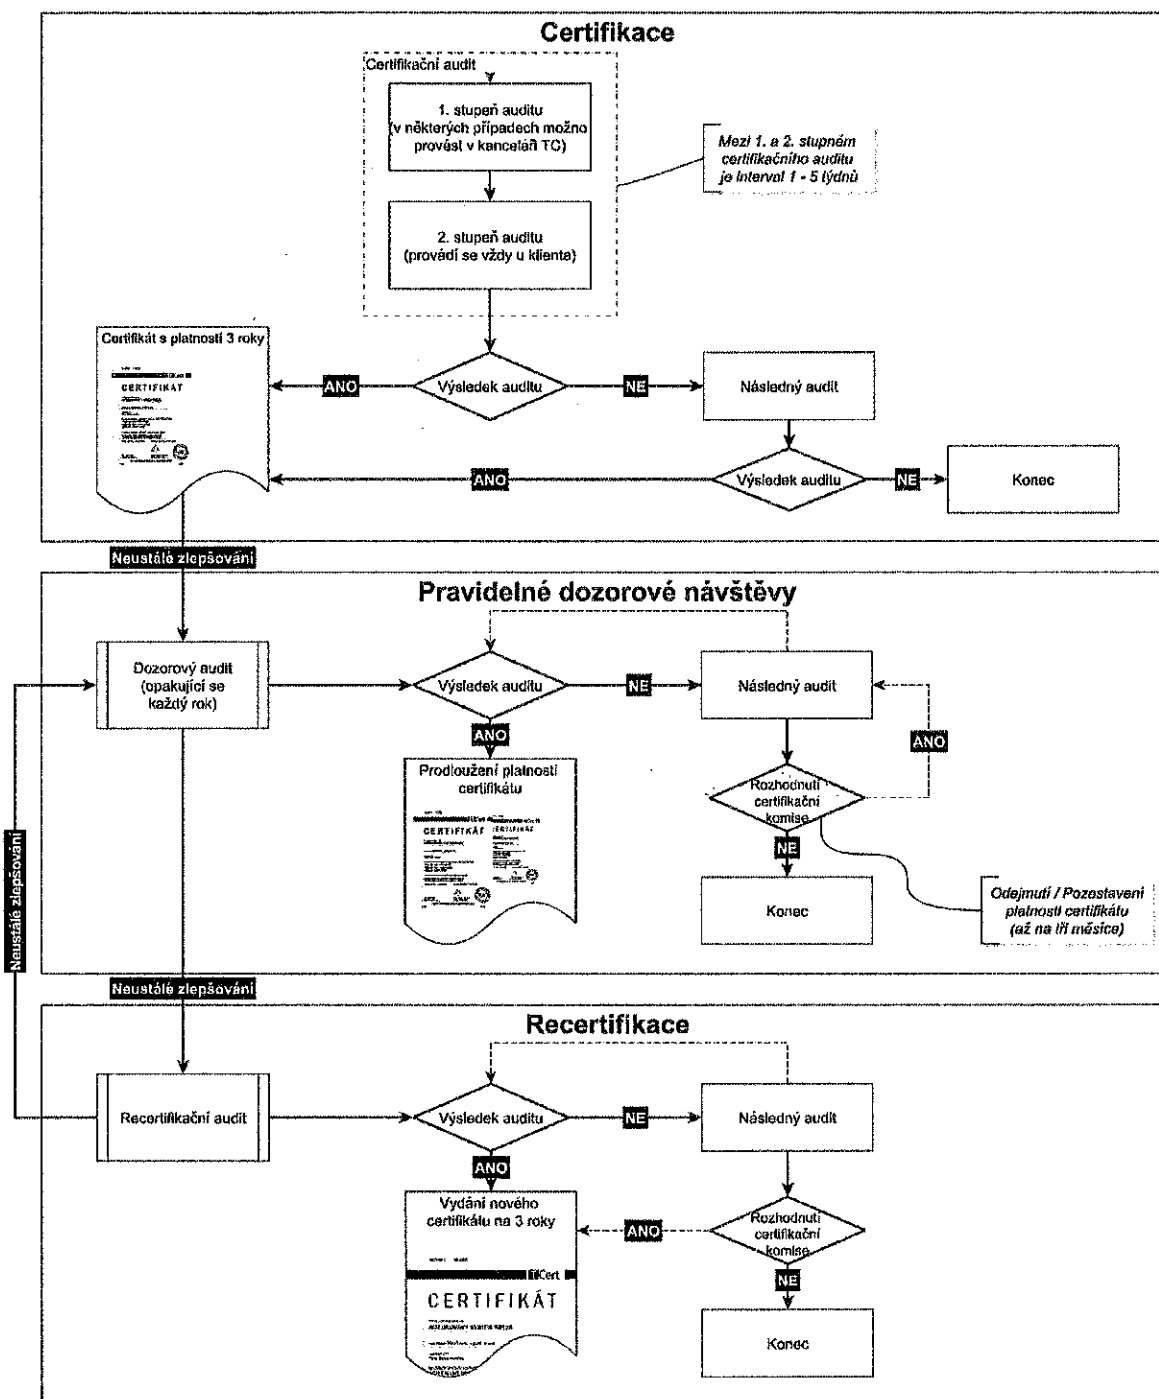 Certifikace
Certifikační audit
1. stupeň auditu
(v některých případech možno
provést v kanceláři TC)
Mezi 1. a 2. stupněm
certifikačního auditu
je interval 1 - 5 týdnů
2. stupeň auditu
(provádí se vždy u klienta)
Certifikát s platností 3 roky
CERTIFIKÁT
ANO
Výsledek auditu
NE
Následný audit
ANO
Výsledek auditu
NE
Konec
Neustálé zlepšování
Pravidelné dozorové návštěvy
Dozorový audit
(opakující se
každý rok)
Výsledek auditu
NE
Následný audit
ANO
ANO
Prodloužení platnosti
certifikátu
CERTIFIKÁT
CERTIFIKÁT
Rozhodnutí
certifikační
komise
NE
Konec
Odejmutí / Pozastavení
platnosti certifikátu
(až na tři měsíce)
Neustálé zlepšování
Neustálé zlepšování
Recertifikace
Recertifikační audit
Výsledek auditu
NE
Následný audit
ANO
Vydání nového
certifikátu na 3 roky
Cert
CERTIFIKÁT
ANO
Rozhodnutí
certifikační
komise
NE
Konec